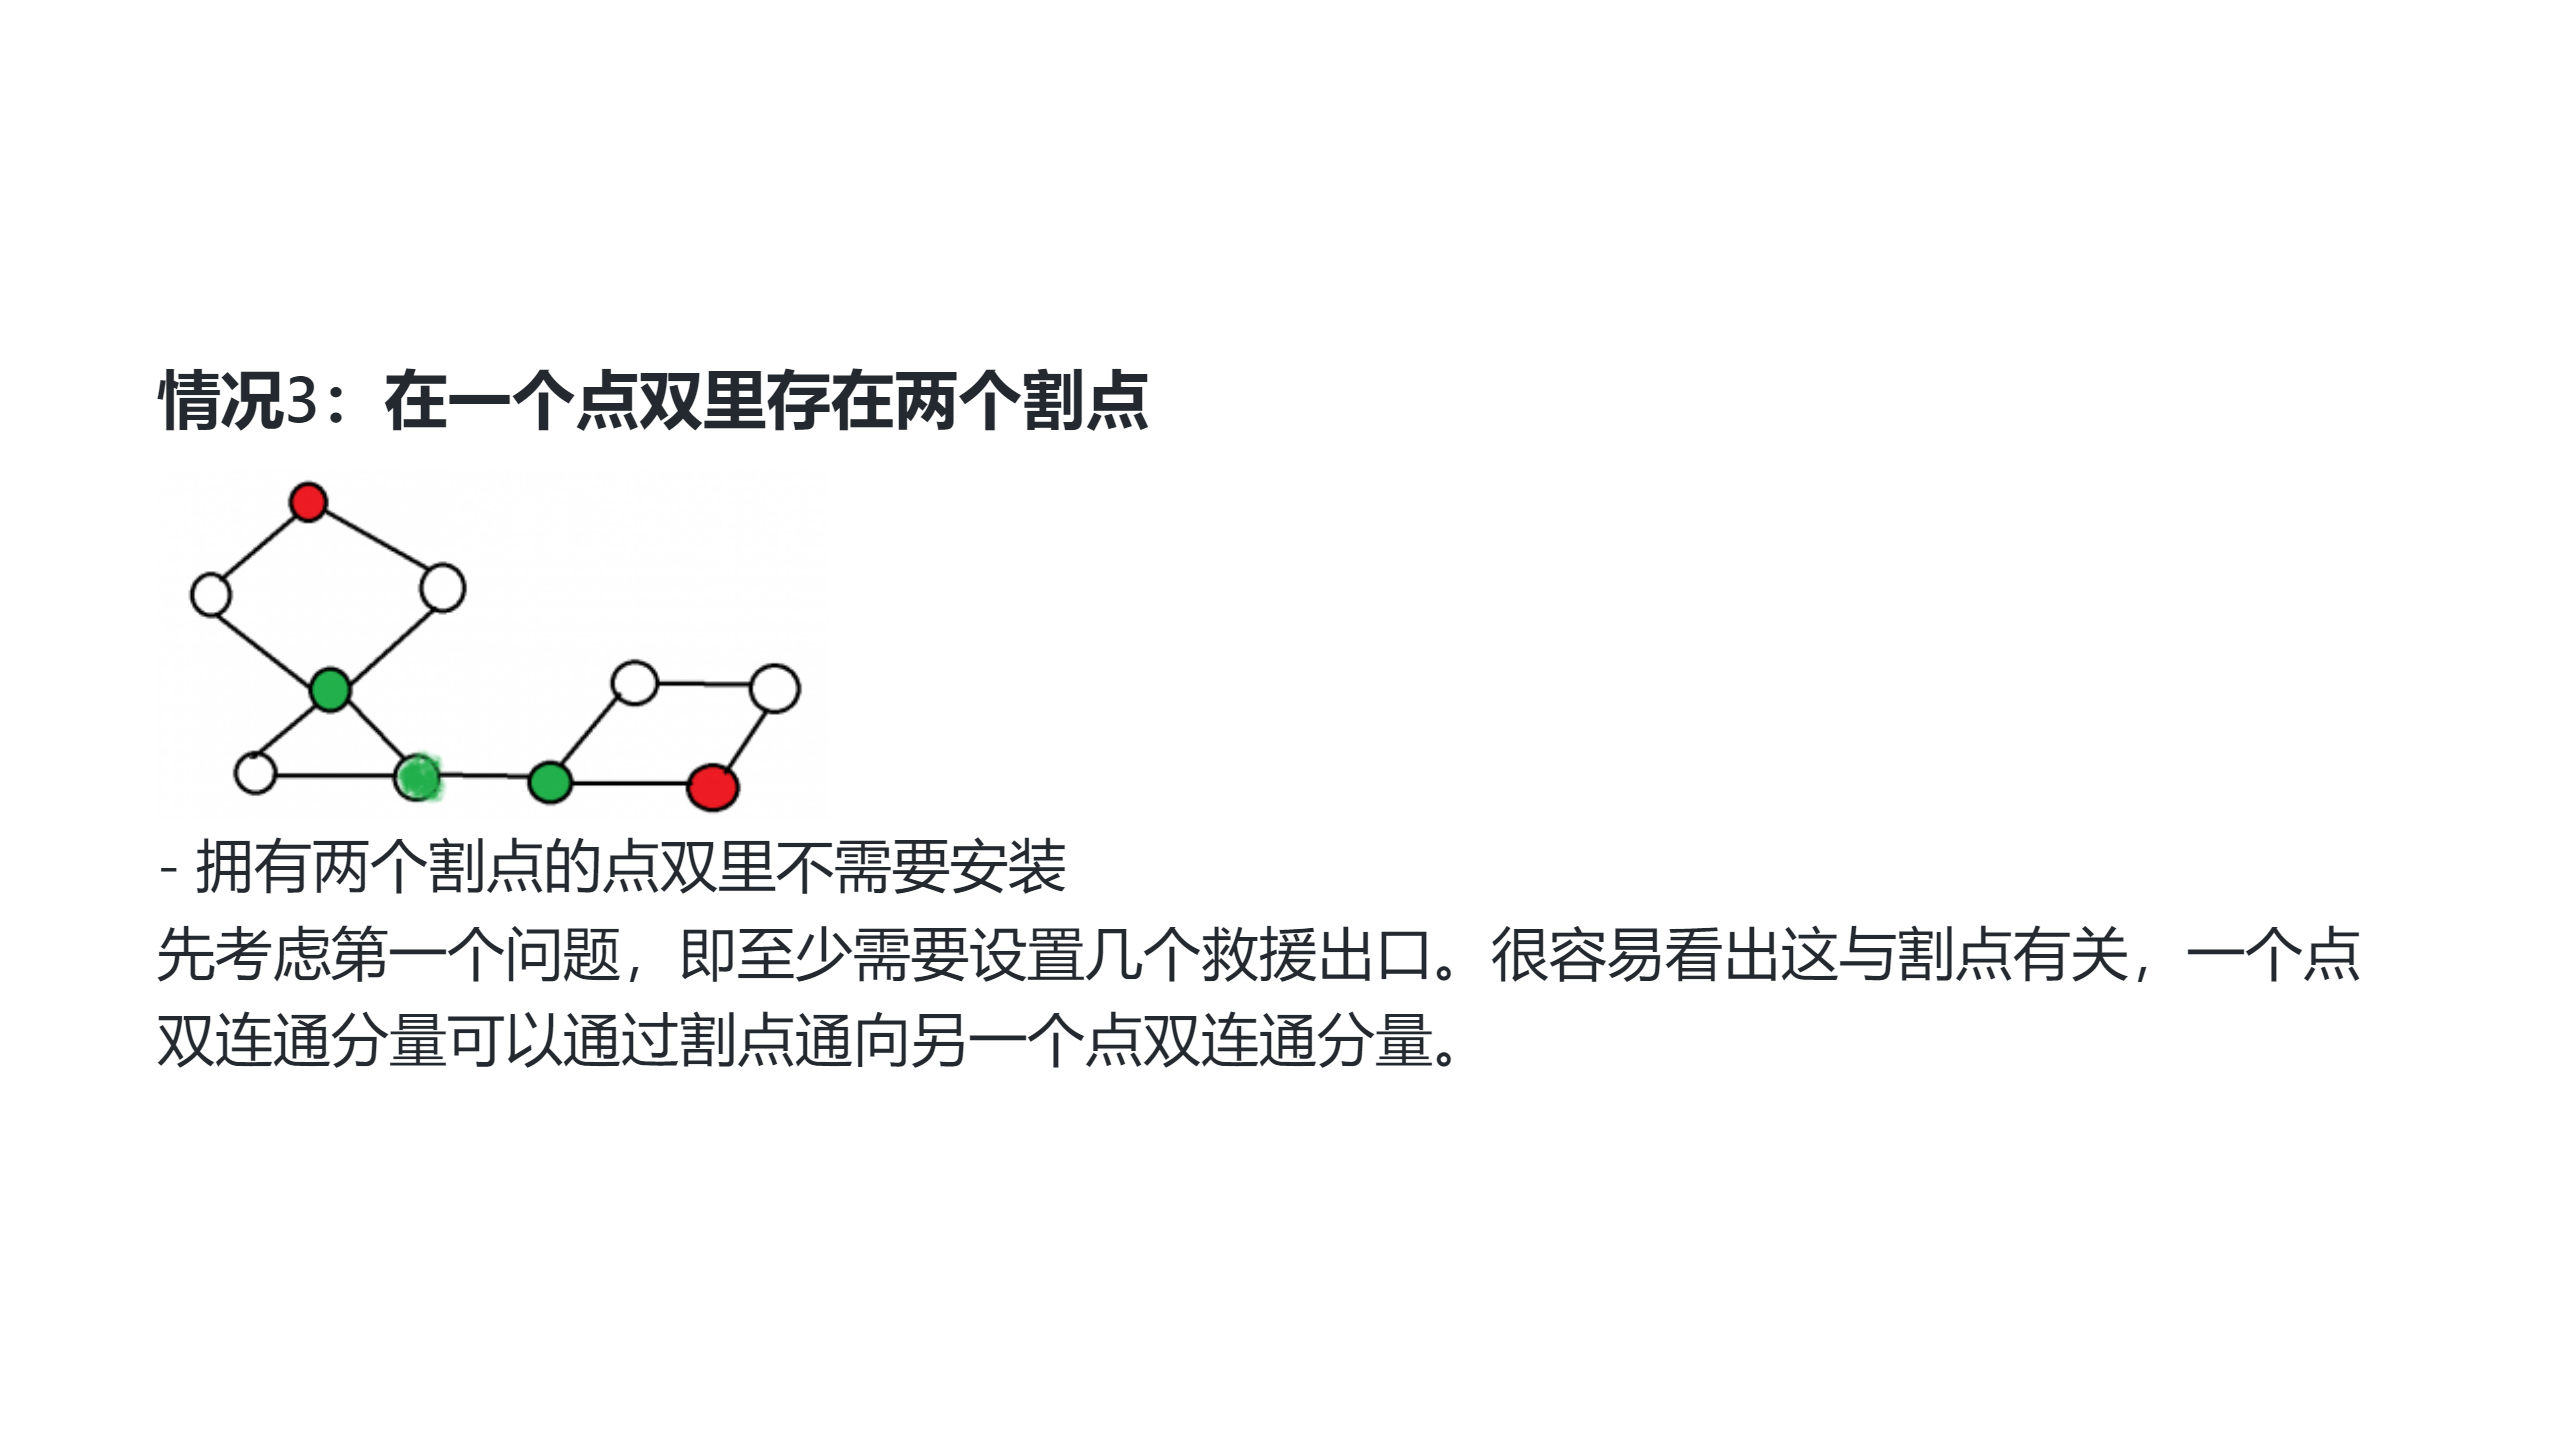 情况3：在一个点双里存在两个割点
- 拥有两个割点的点双里不需要安装
先考虑第一个问题，即至少需要设置几个救援出口。很容易看出这与割点有关，一个点
双连通分量可以通过割点通向另一个点双连通分量。